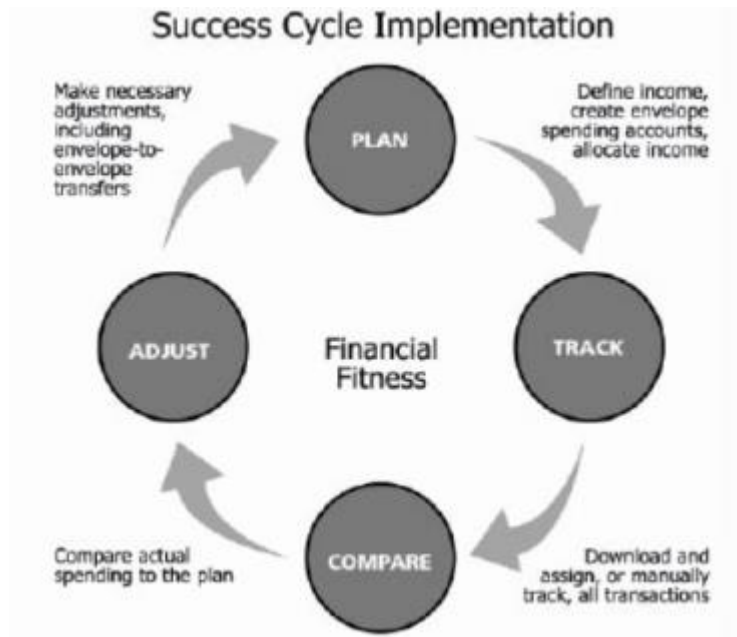 Success Cycle Implementation
Make necessary
adjustments,
including
envelope-to-
envelope
transfers
PLAN
Define income,
create envelope
spending accounts,
allocate income
ADJUST
Financial
Fitness
TRACK
Compare actual
spending to the plan
COMPARE
Download and
assign, or manually
track, all transactions